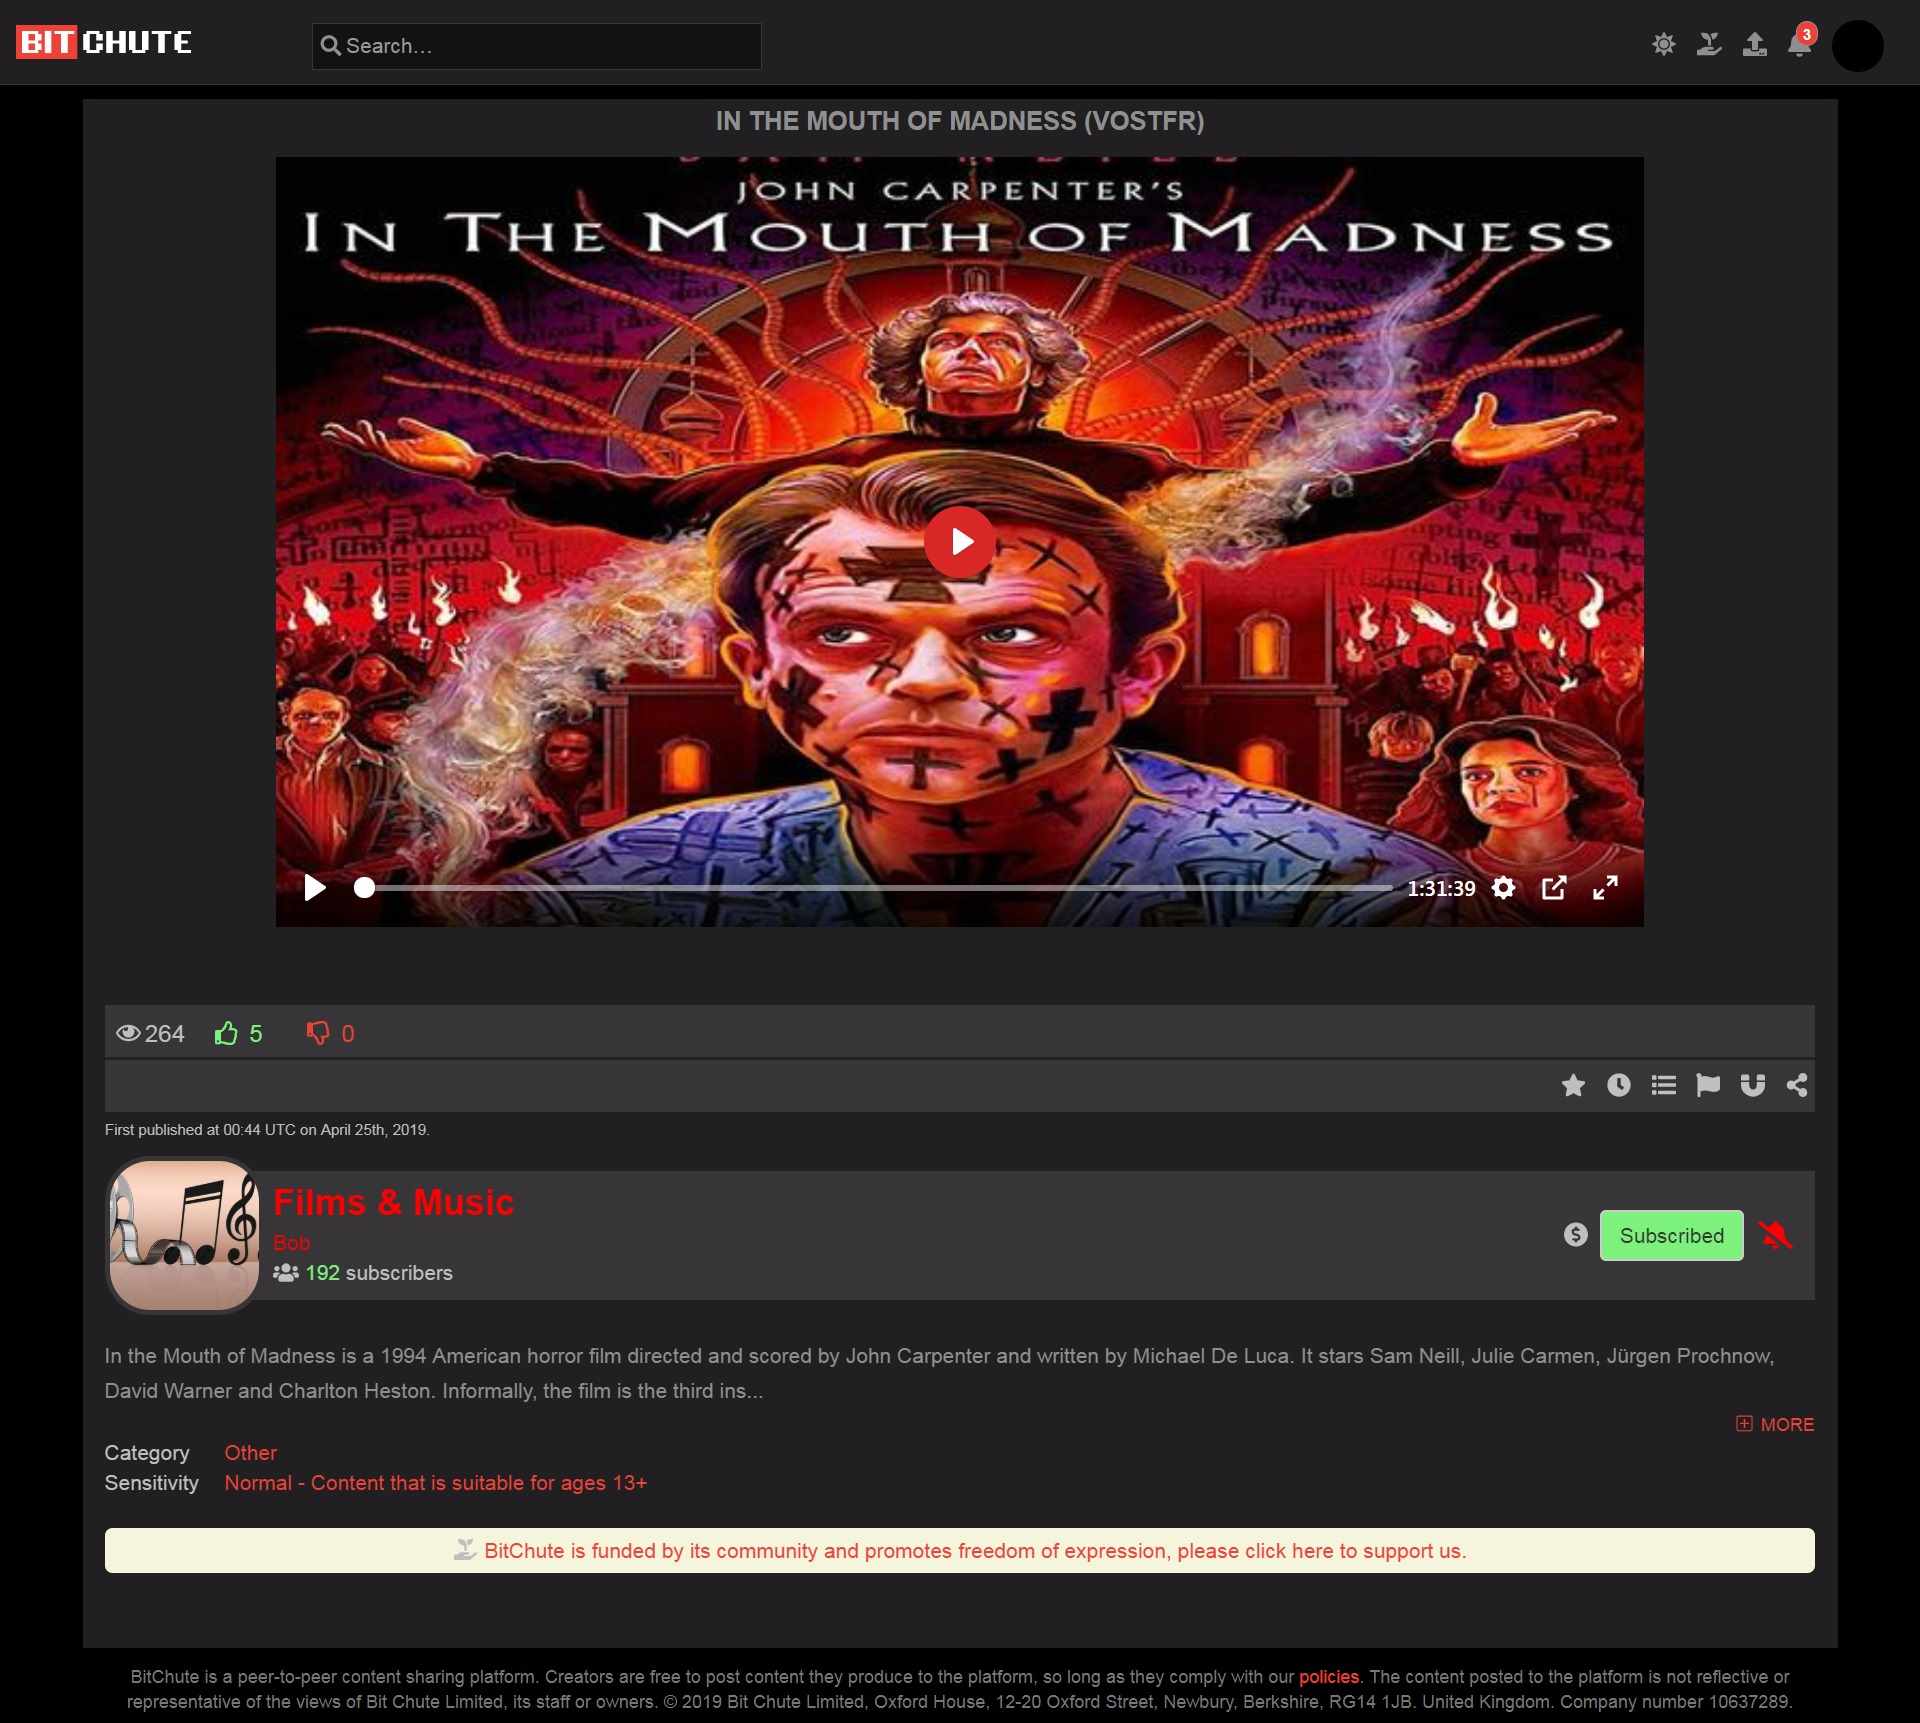 BIT CHUTE
Search...
3
IN THE MOUTH OF MADNESS (VOSTFR)
JOHN CARPENTER'S
IN THE MOUTH OF MADNESS
1:31:39
264 5 0
First published at 00:44 UTC on April 25th, 2019.
Films & Music
Bob
192 subscribers
Subscribed
In the Mouth of Madness is a 1994 American horror film directed and scored by John Carpenter and written by Michael De Luca. It stars Sam Neill, Julie Carmen, Jürgen Prochnow,
David Warner and Charlton Heston. Informally, the film is the third ins...
MORE
Category Other
Sensitivity Normal - Content that is suitable for ages 13+
BitChute is funded by its community and promotes freedom of expression, please click here to support us.
BitChute is a peer-to-peer content sharing platform. Creators are free to post content they produce to the platform, so long as they comply with our policies. The content posted to the platform is not reflective or
representative of the views of Bit Chute Limited, its staff or owners. © 2019 Bit Chute Limited, Oxford House, 12-20 Oxford Street, Newbury, Berkshire, RG14 1JB. United Kingdom. Company number 10637289.